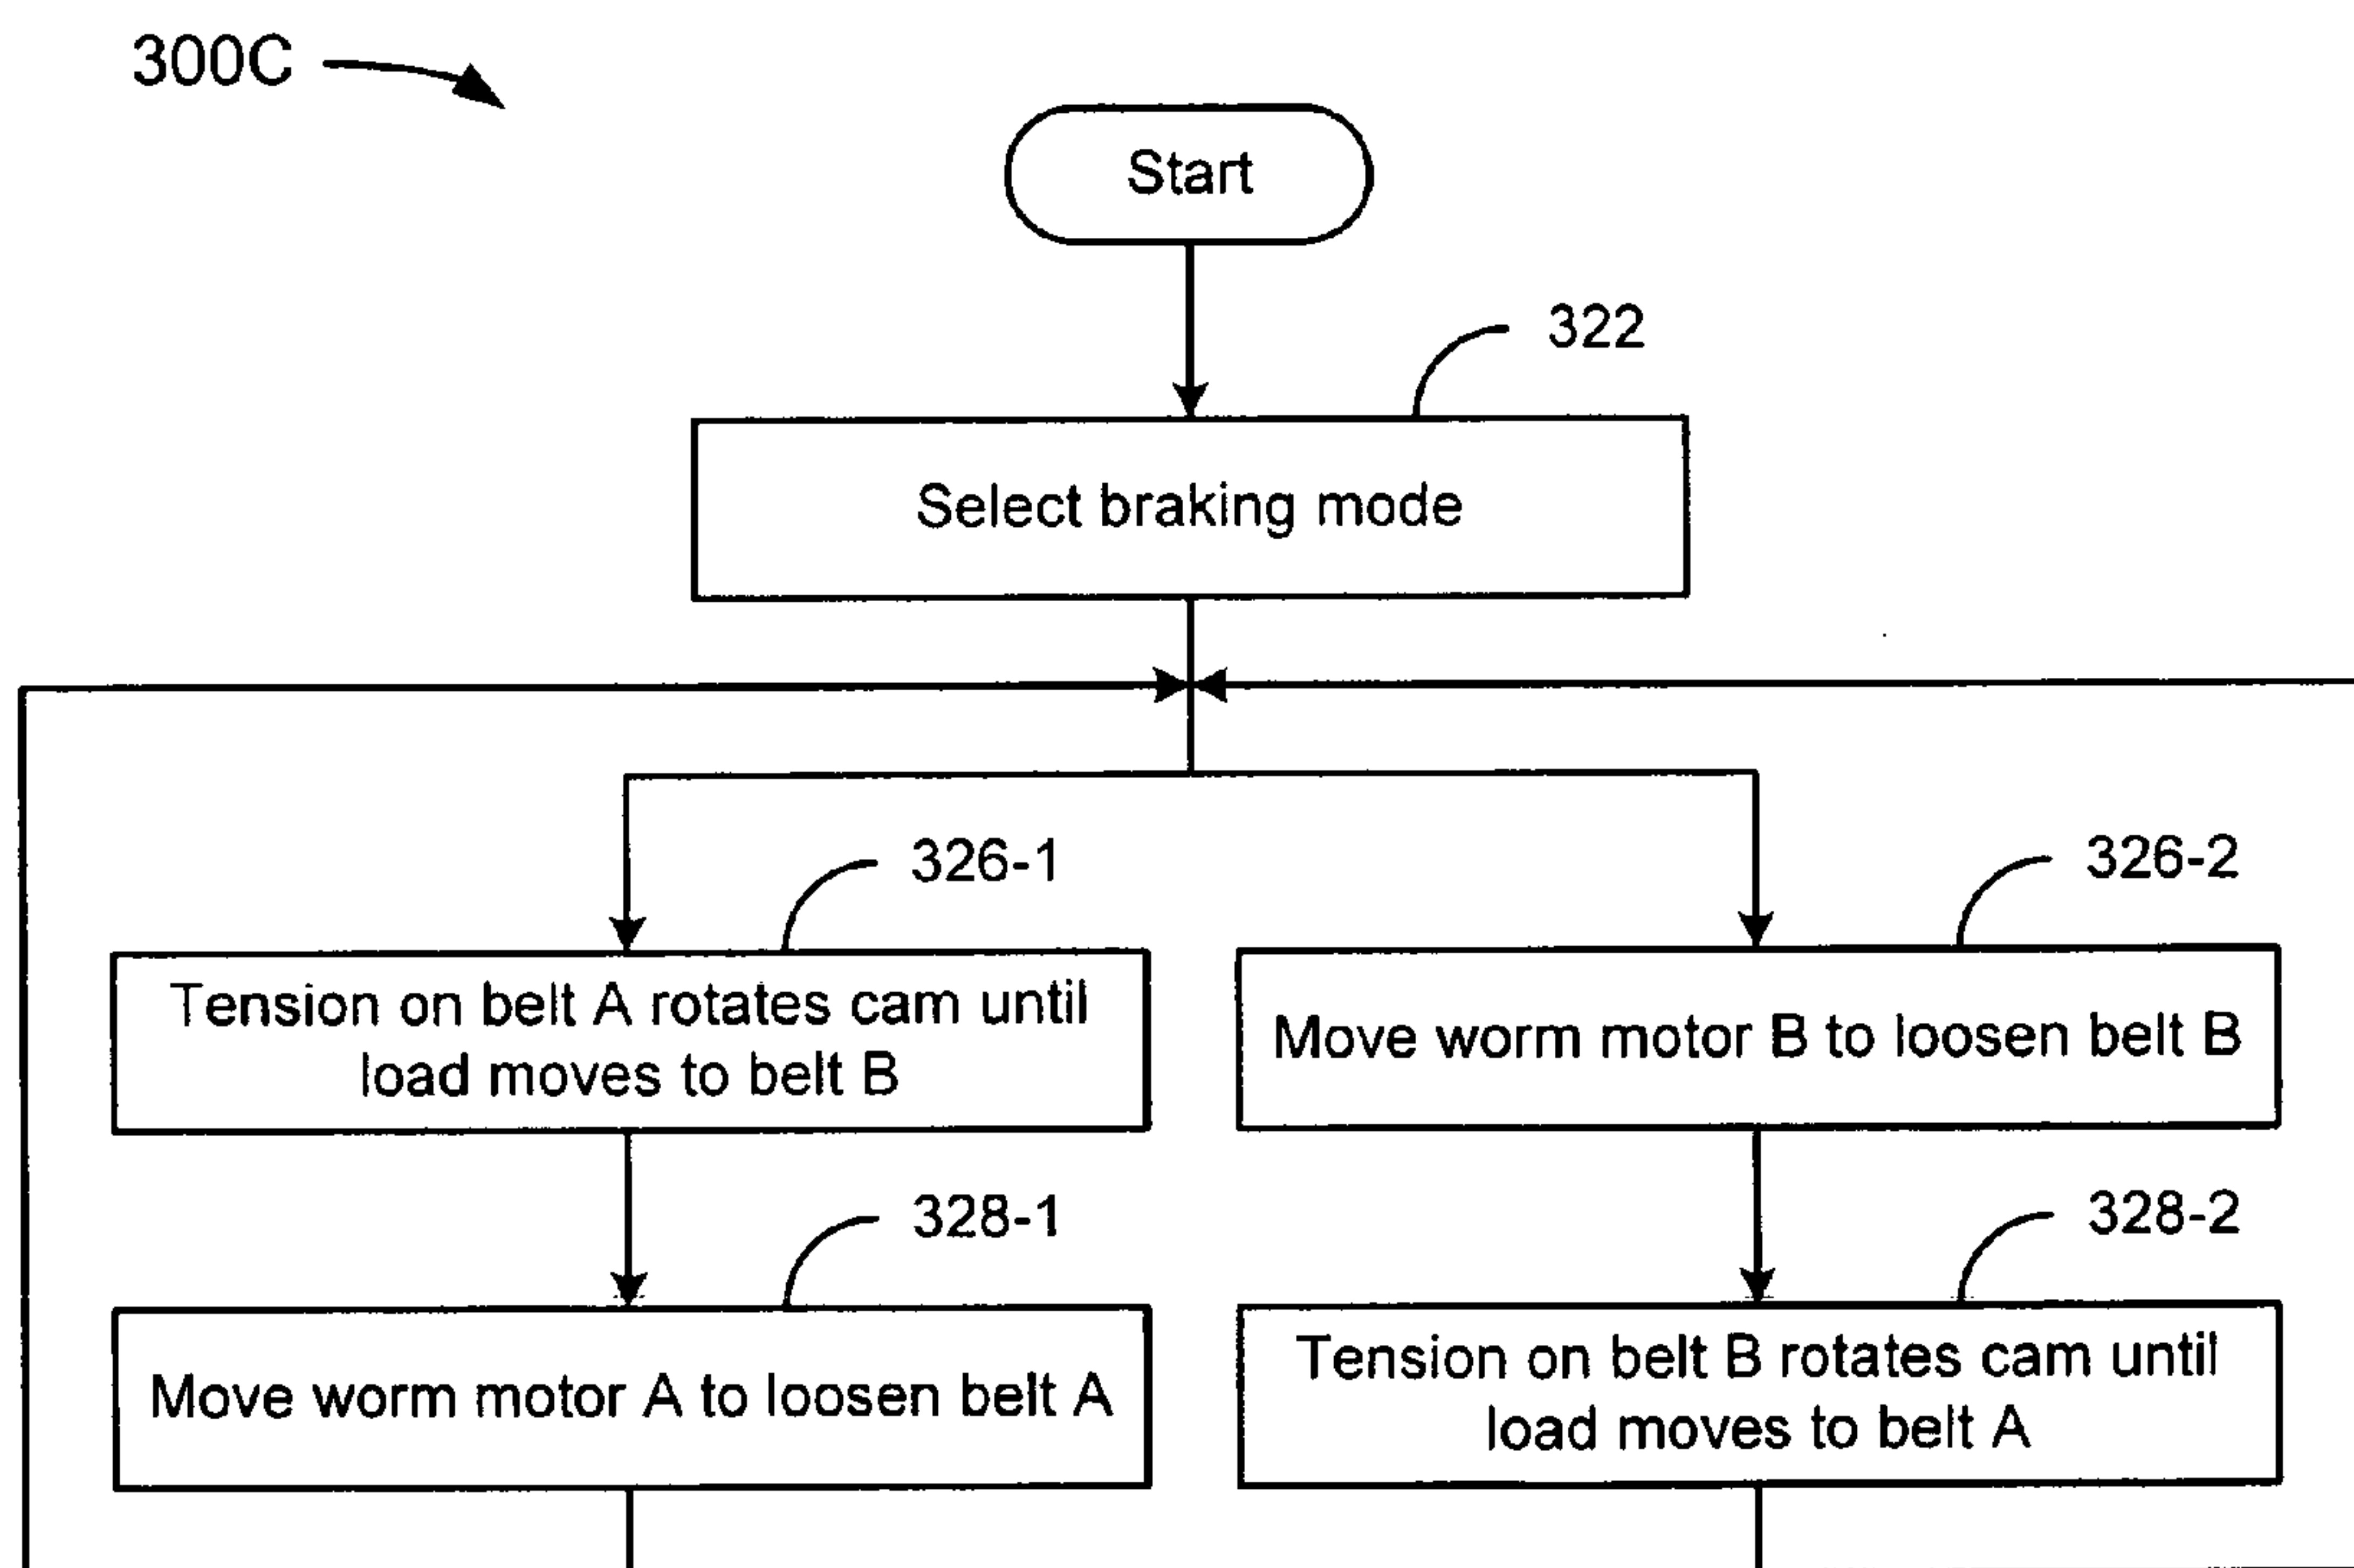 300C
Start
322
Select braking mode
326-1
326-2
Tension on belt A rotates cam until
load moves to belt B
Move worm motor B to loosen belt B
328-1
328-2
Move worm motor A to loosen belt A
Tension on belt B rotates cam until
load moves to belt A